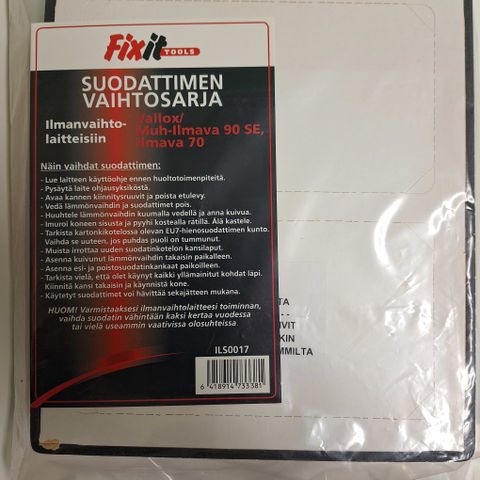 Fixit
TOOLS
SUODATTIMEN
VAIHTOSARJA
Ilmanvaihto-
laitteisiin
Vallox/
Muh-Ilmava 90 SE,
Ilmava 70
Näin vaihdat suodattimen:
- Lue laitteen käyttöohje ennen huoltotoimenpiteitä.
- Pysäytä laite ohjausyksiköstä.
- Avaa kannen kiinnitysruuvit ja poista etulevy.
- Vedä lämmönvaihdin ja suodattimet pois.
- Huuhtele lämmönvaihdin kuumalla vedellä ja anna kuivua.
- Imuroi koneen sisusta ja pyyhi kostealla rätillä. Älä kastele.
- Tarkista kartonkikotelossa olevan EU7-hienosuodattimen kunto.
Vaihda se uuteen, jos puhdas puoli on tummunut.
- Muista irrottaa uuden suodatinkotelon kansilaput.
- Asenna kuivunut lämmönvaihdin takaisin paikalleen.
- Asenna esi- ja poistosuodatinkankaat paikoilleen.
- Tarkista vielä, että olet käynyt kaikki yllämainitut kohdat läpi.
Kiinnitä kansi takaisin ja käynnistä kone.
- Käytetyt suodattimet voi hävittää sekajätteen mukana.
HUOM! Varmistaaksesi ilmanvaihtolaitteesi toiminnan,
vaihda suodatin vähintään kaksi kertaa vuodessa
tai vielä useammin vaativissa olosuhteissa.
ILS0017
6 418914 733381
TA
--
VIT
KIN
MMILTA